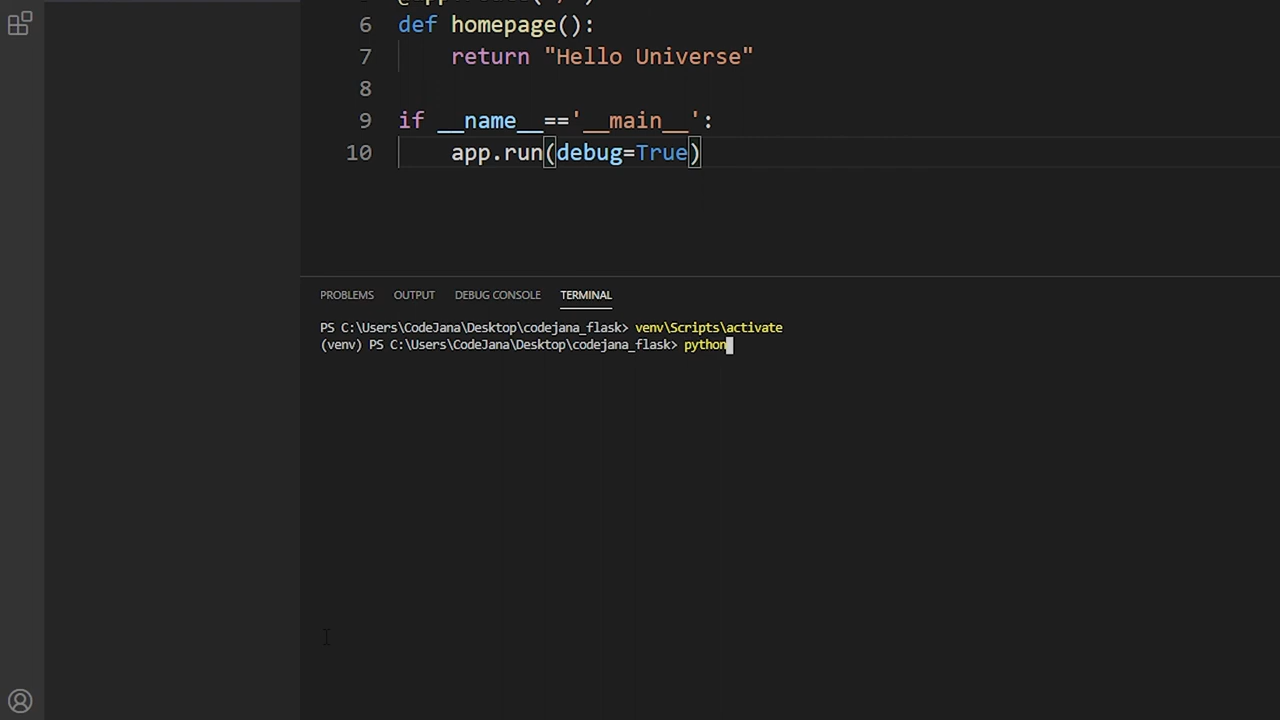 6 def homepage():
7 return "Hello Universe"
8
9 if __name__=='__main__':
10 app.run(debug=True)
PROBLEMS OUTPUT DEBUG CONSOLE TERMINAL
PS C:\Users\CodeJana\Desktop\codejana_flask> venv\Scripts\activate
(venv) PS C:\Users\CodeJana\Desktop\codejana_flask> python